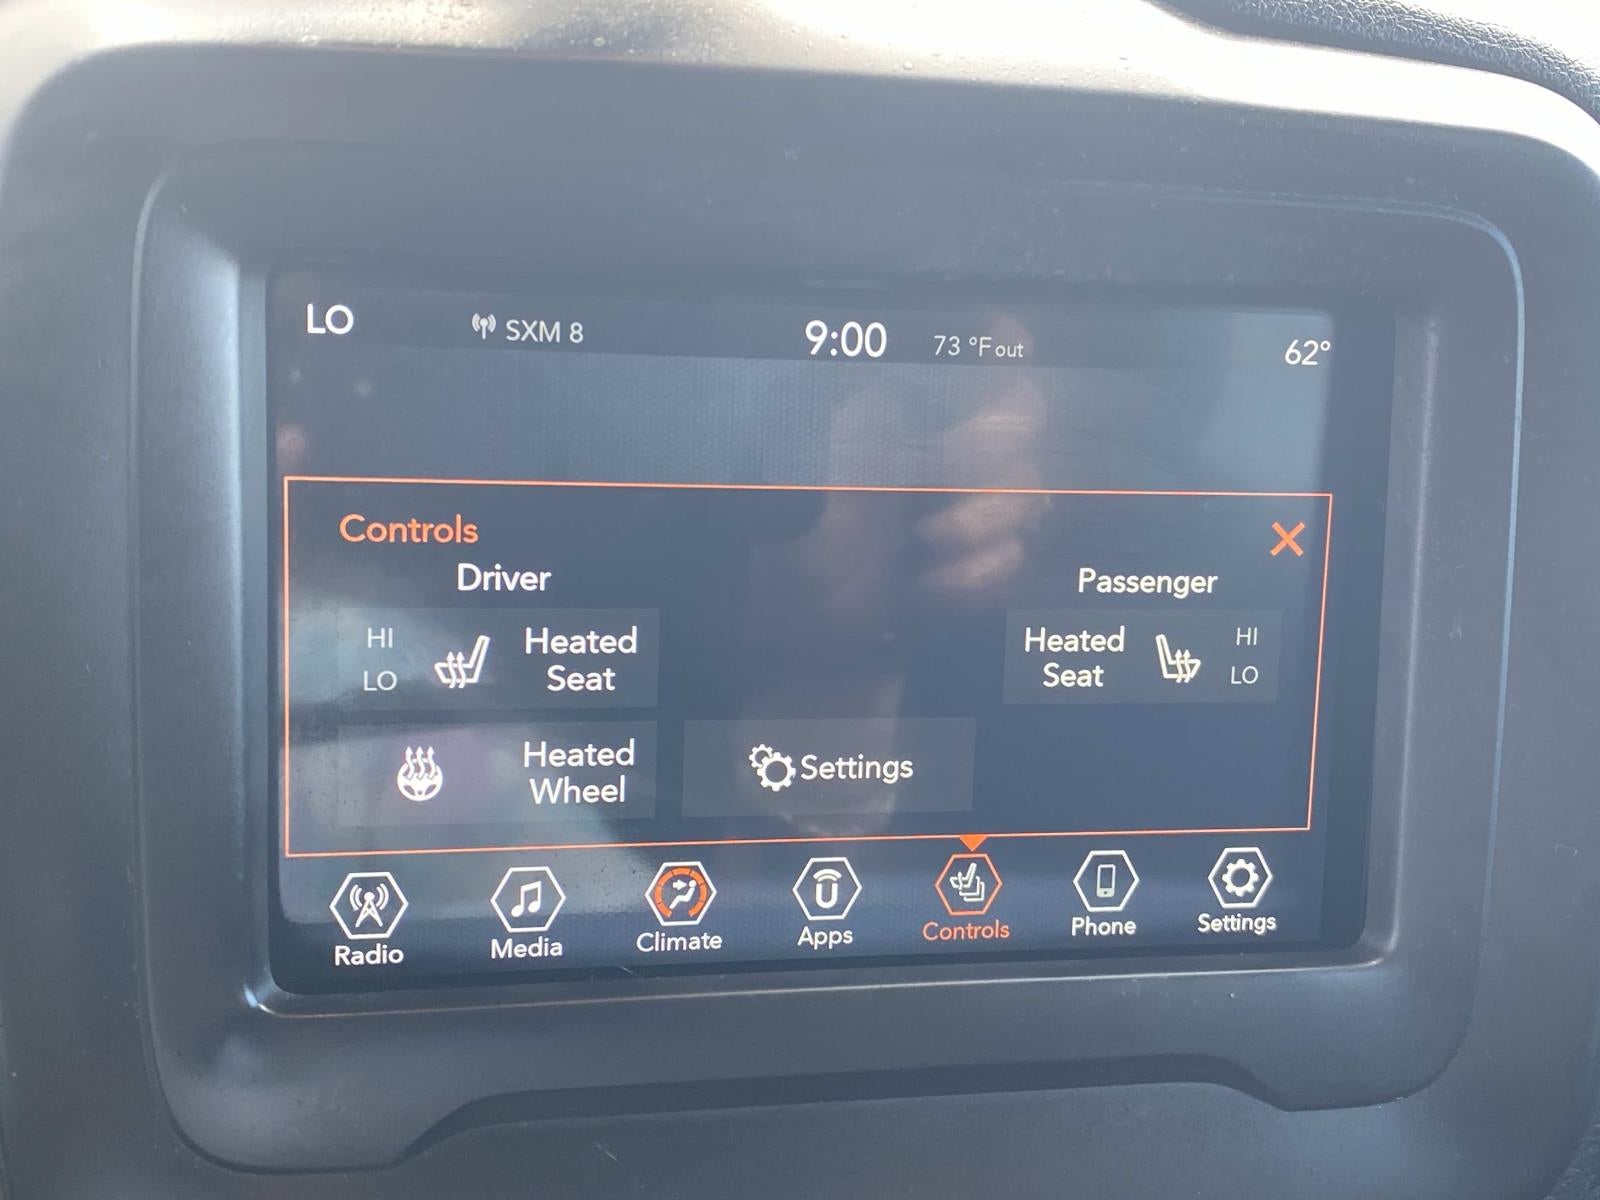 LO SXM 8 9:00 73 °F out 62°
Controls
Driver
Passenger
HI
LO
Heated
Seat
Heated
Seat
HI
LO
Heated
Wheel
Settings
Radio Media Climate Apps Controls Phone Settings